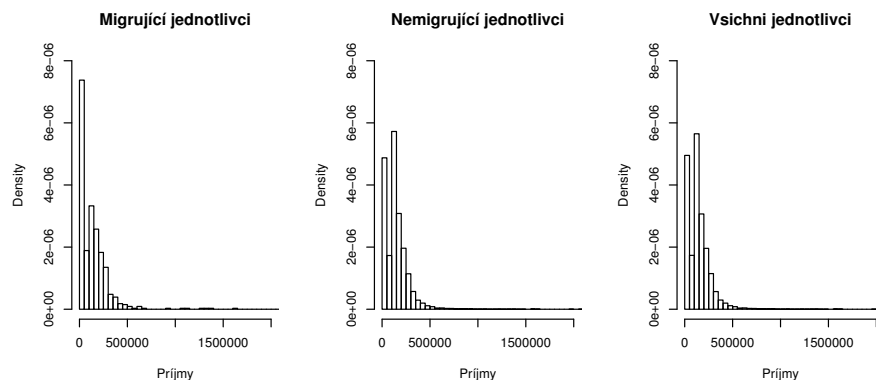 Migrující jednotlivci
Density
0e+00 2e−06 4e−06 6e−06 8e−06
0 500000 1500000
Príjmy
Nemigrující jednotlivci
Density
0e+00 2e−06 4e−06 6e−06 8e−06
0 500000 1500000
Príjmy
Vsichni jednotlivci
Density
0e+00 2e−06 4e−06 6e−06 8e−06
0 500000 1500000
Príjmy